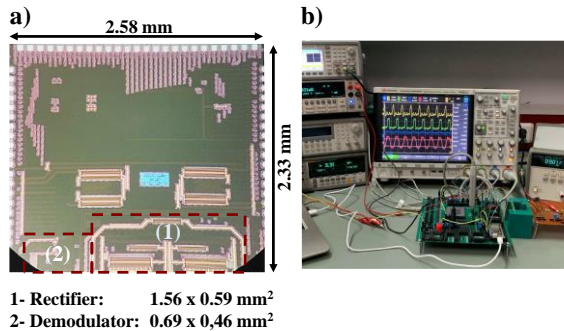 a)
2.58 mm
b)
2.33 mm
(1)
(2)
1- Rectifier: 1.56 x 0.59 mm²
2- Demodulator: 0.69 x 0,46 mm²